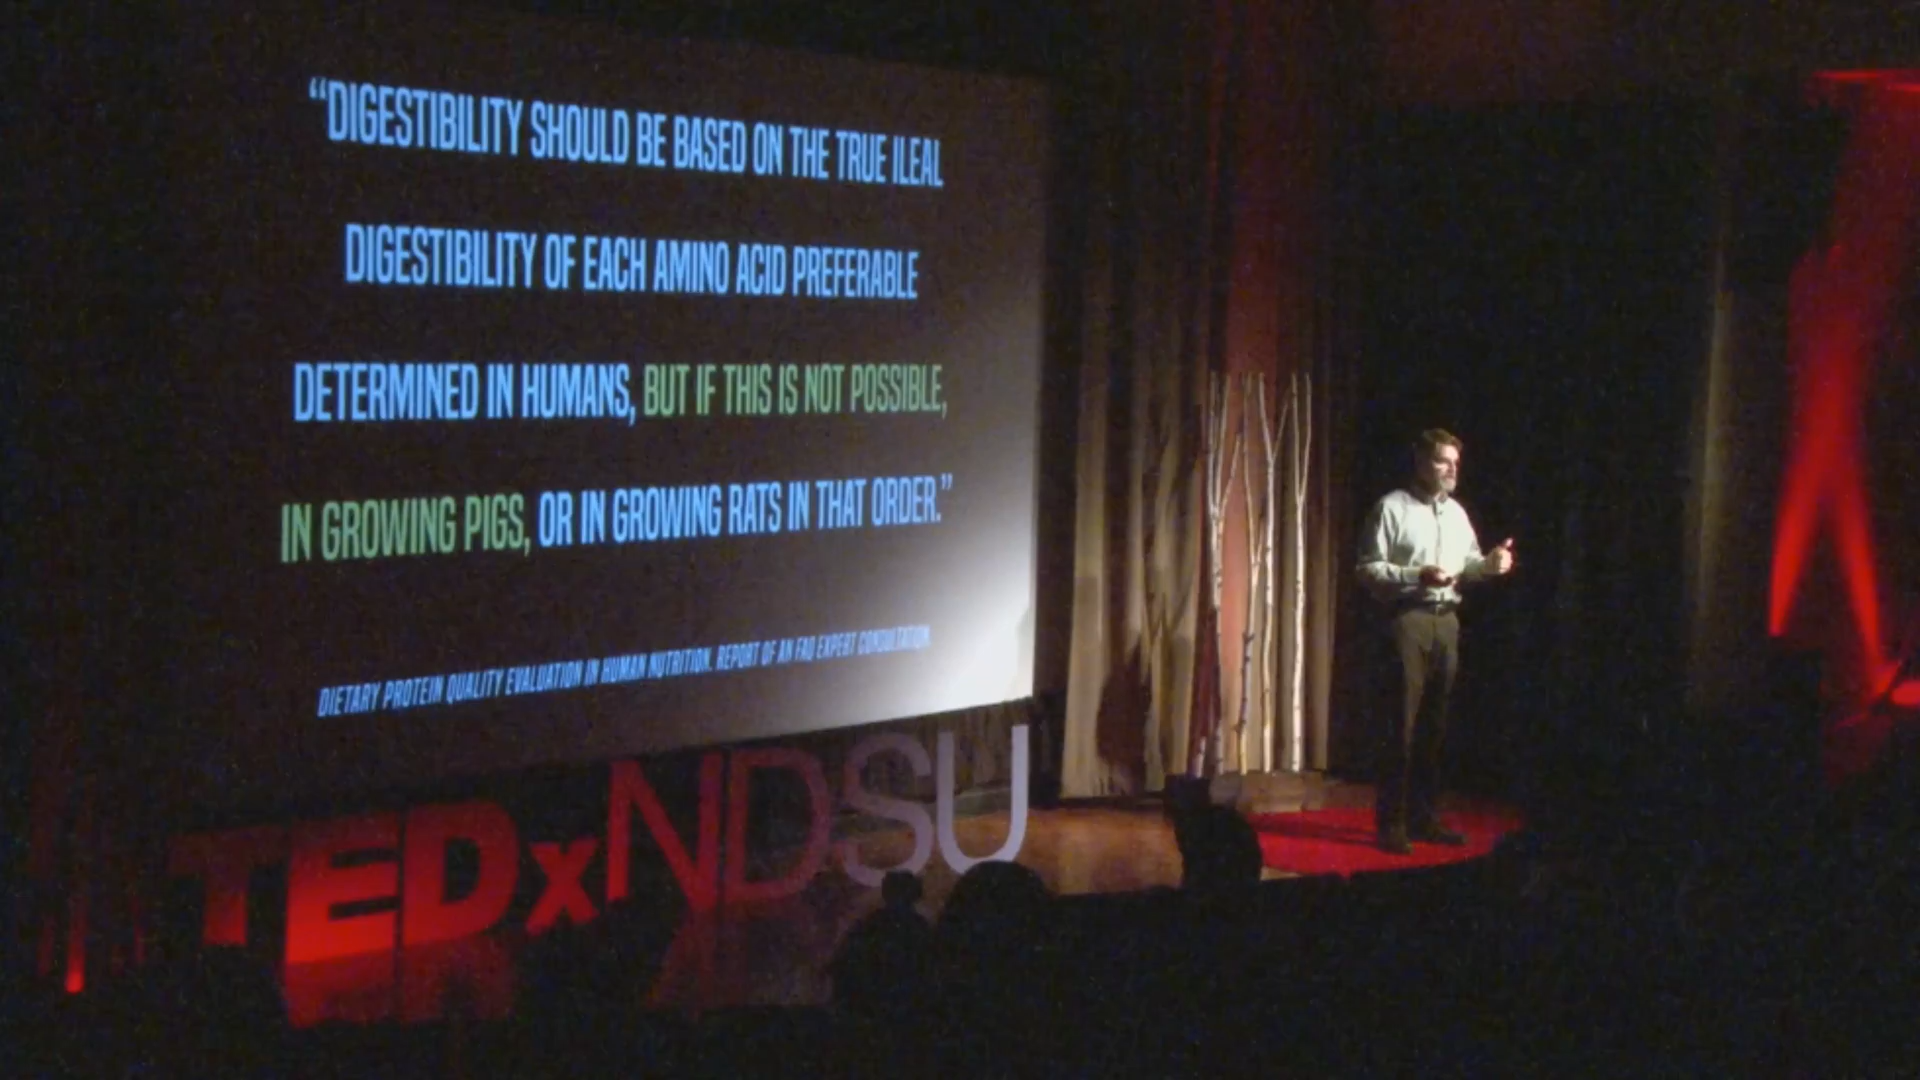 “DIGESTIBILITY SHOULD BE BASED ON THE TRUE ILEAL
DIGESTIBILITY OF EACH AMINO ACID PREFERABLE
DETERMINED IN HUMANS, BUT IF THIS IS NOT POSSIBLE,
IN GROWING PIGS, OR IN GROWING RATS IN THAT ORDER.”
DIETARY PROTEIN QUALITY EVALUATION IN HUMAN NUTRITION. REPORT OF AN FAO EXPERT CONSULTATION
TEDxNDSU